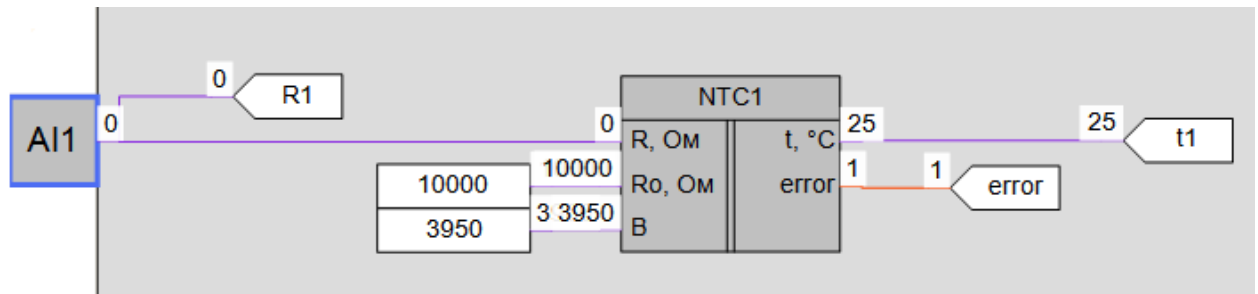 0
R1
AI1
0
NTC1
0
R, Ом
t, °C
25
25
t1
10000
10000
Ro, Ом
error
1
1
error
3950
3950
B